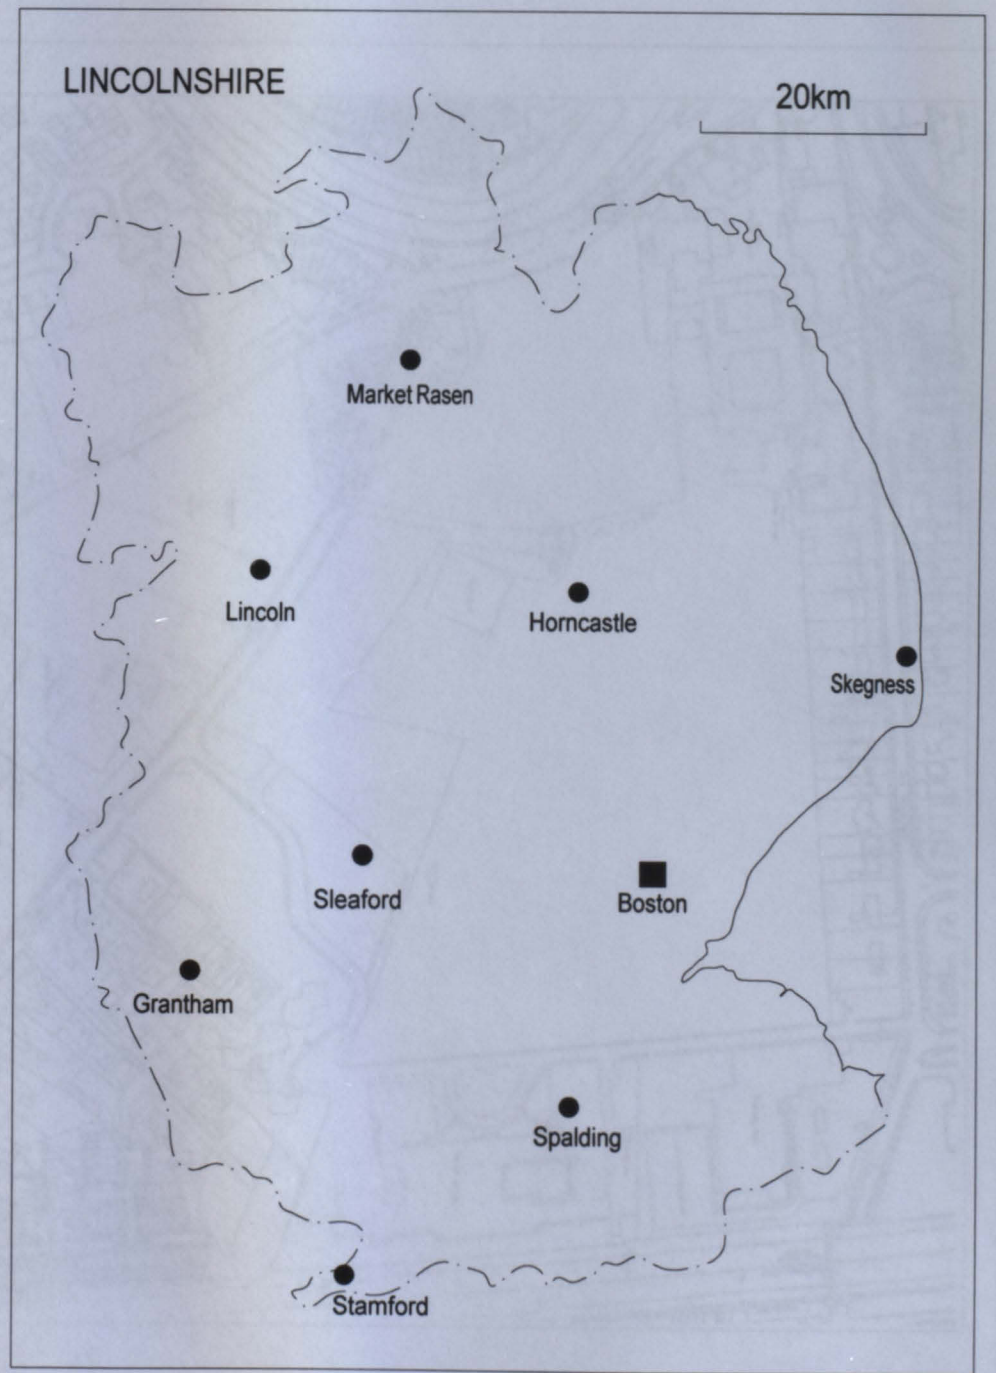 LINCOLNSHIRE
20km
Market Rasen
Lincoln
Horncastle
Skegness
Sleaford
Boston
Grantham
Spalding
Stamford